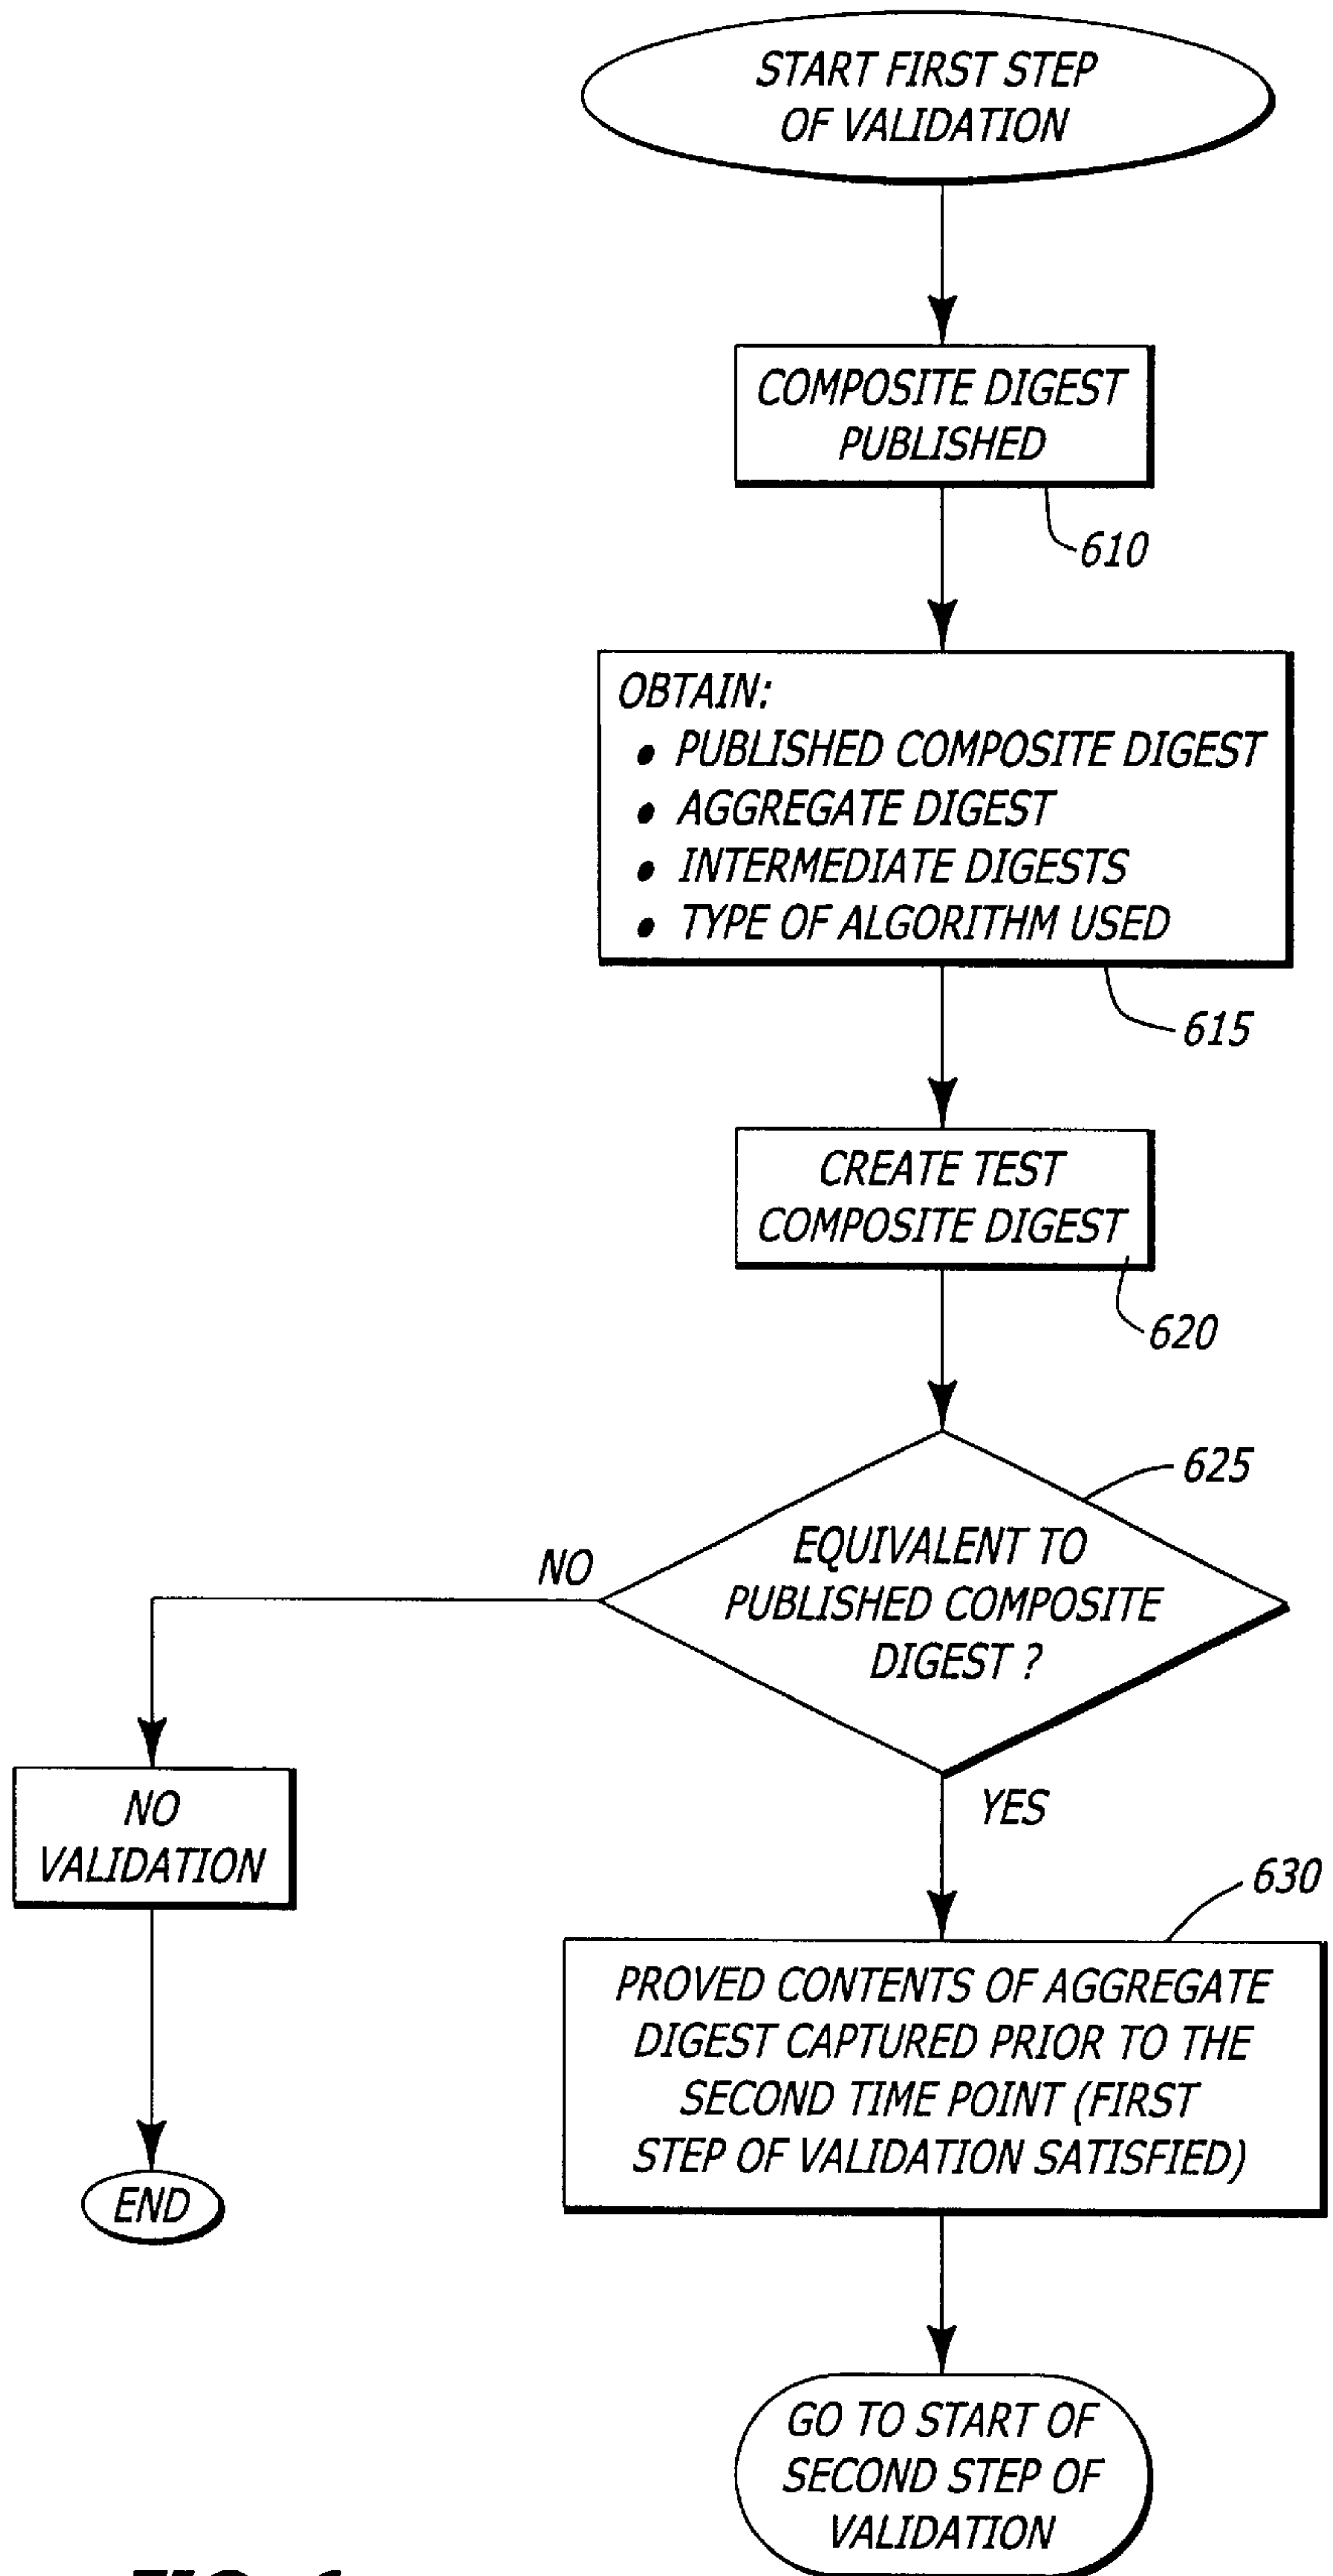 START FIRST STEP
OF VALIDATION
COMPOSITE DIGEST
PUBLISHED
610
OBTAIN:
• PUBLISHED COMPOSITE DIGEST
• AGGREGATE DIGEST
• INTERMEDIATE DIGESTS
• TYPE OF ALGORITHM USED
615
CREATE TEST
COMPOSITE DIGEST
620
625
EQUIVALENT TO
PUBLISHED COMPOSITE
DIGEST ?
NO
YES
NO
VALIDATION
630
PROVED CONTENTS OF AGGREGATE
DIGEST CAPTURED PRIOR TO THE
SECOND TIME POINT (FIRST
STEP OF VALIDATION SATISFIED)
END
GO TO START OF
SECOND STEP OF
VALIDATION